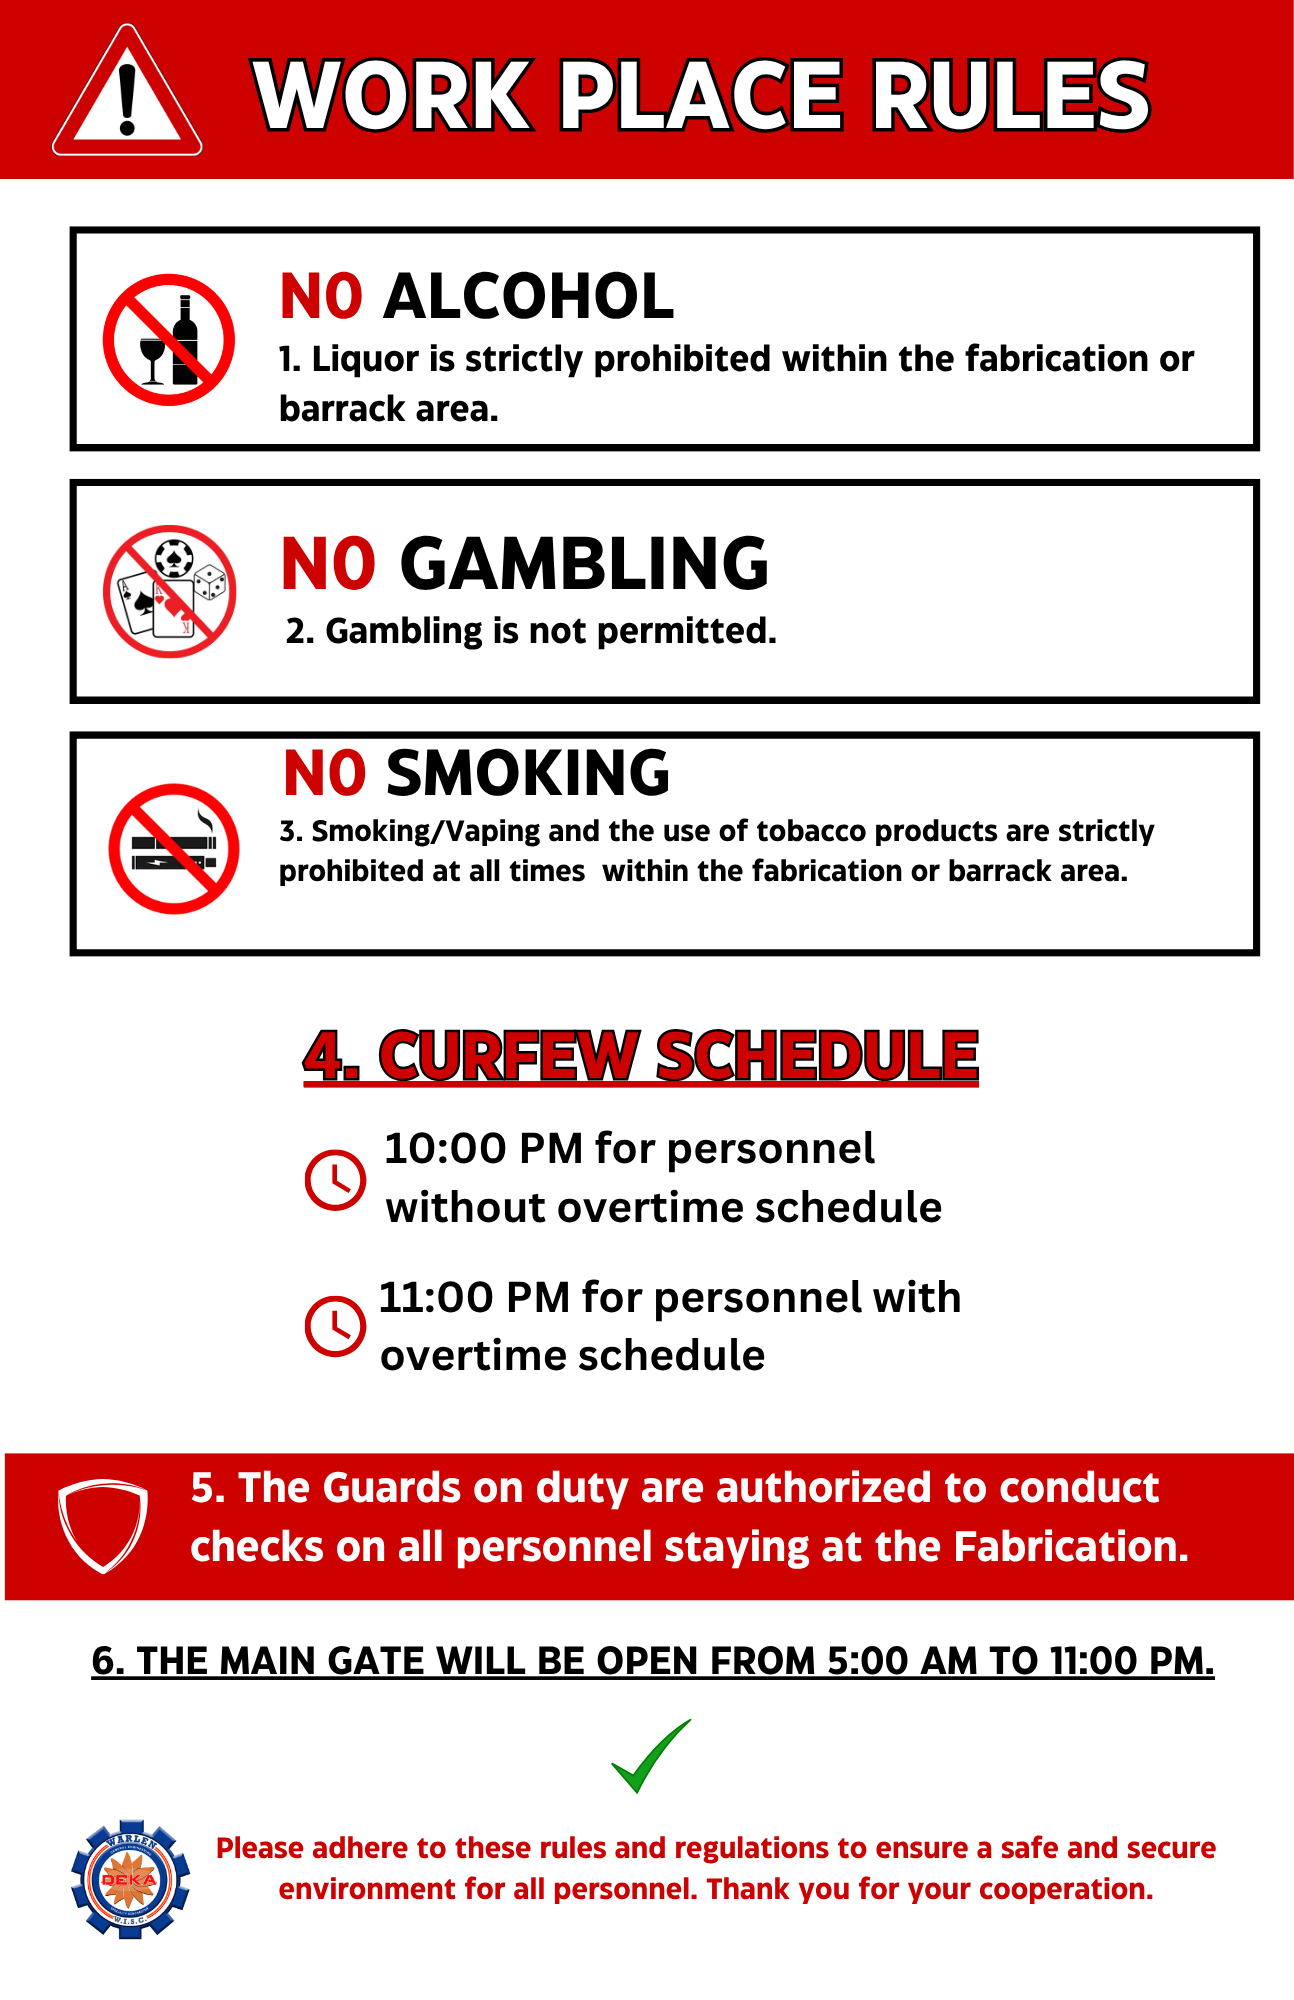 WORK PLACE RULES
NO ALCOHOL
1. Liquor is strictly prohibited within the fabrication or
barrack area.
NO GAMBLING
2. Gambling is not permitted.
NO SMOKING
3. Smoking/Vaping and the use of tobacco products are strictly
prohibited at all times  within the fabrication or barrack area.
4. CURFEW SCHEDULE
10:00 PM for personnel
without overtime schedule
11:00 PM for personnel with
overtime schedule
5. The Guards on duty are authorized to conduct
checks on all personnel staying at the Fabrication.
6. THE MAIN GATE WILL BE OPEN FROM 5:00 AM TO 11:00 PM.
WARLEN
DEKA
W.I.S.C.
Please adhere to these rules and regulations to ensure a safe and secure
environment for all personnel. Thank you for your cooperation.